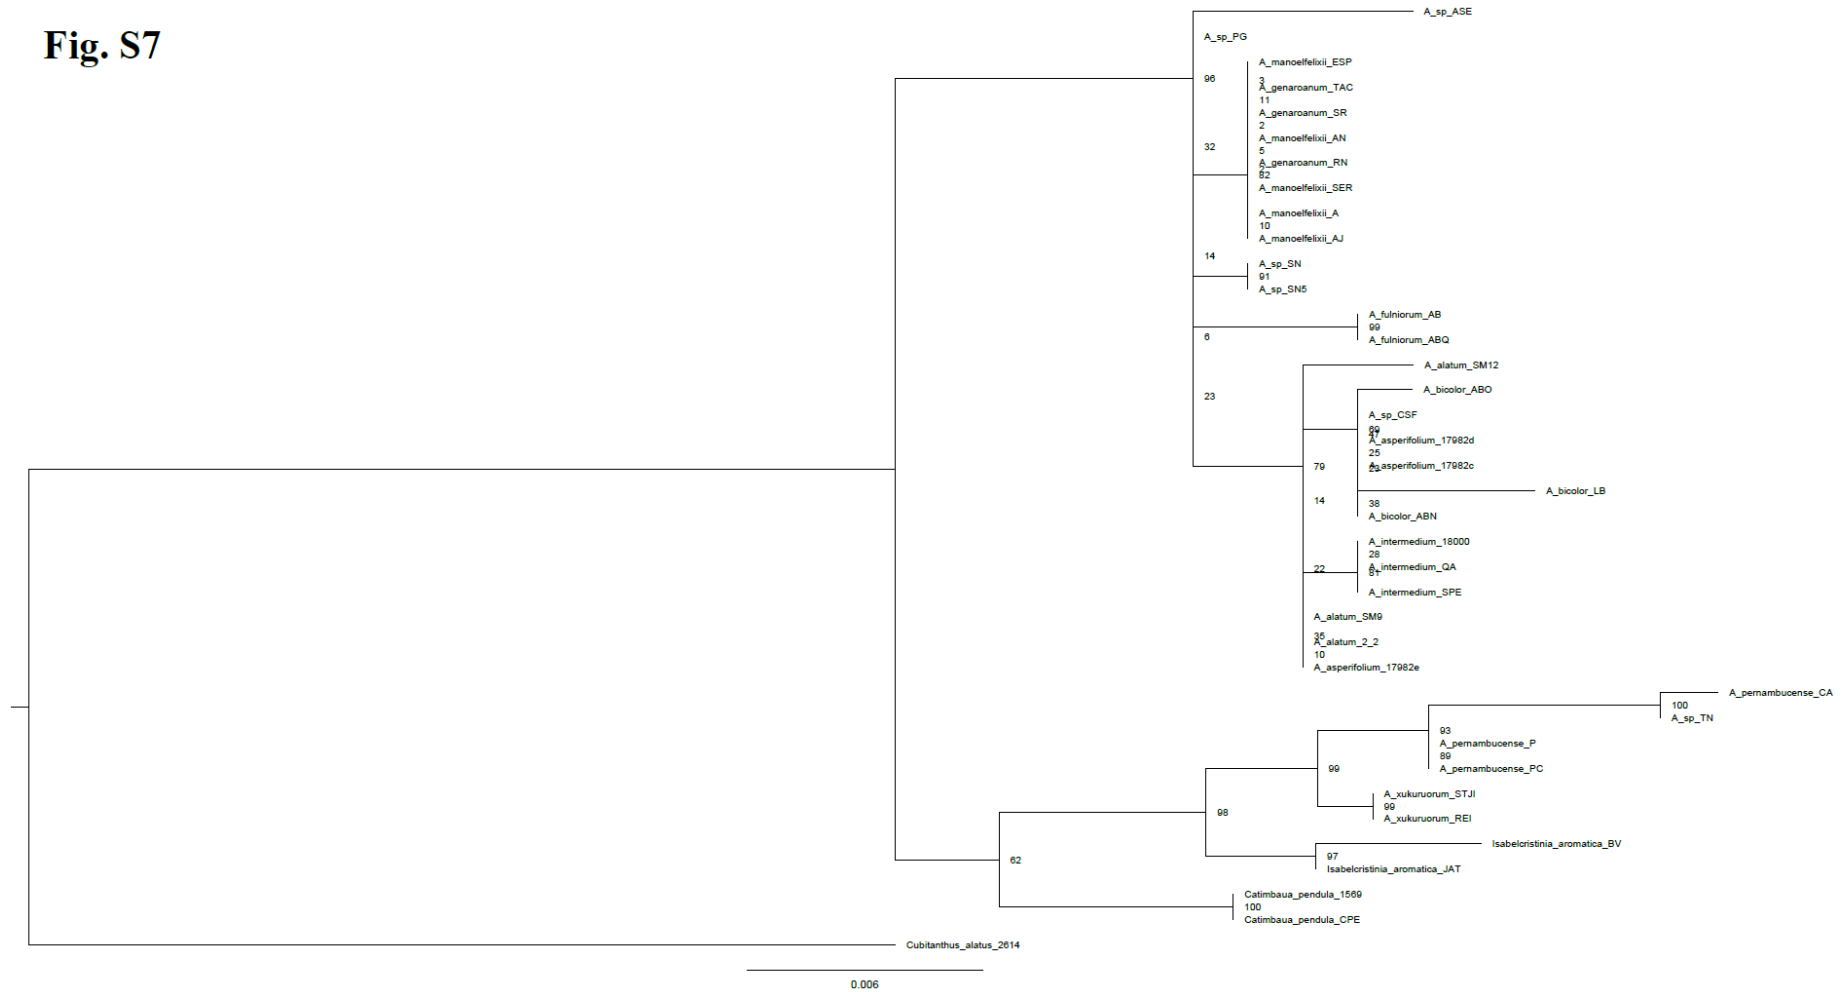 Fig. S7
A_sp_ASE
A_sp_PG
A_manoelfelixii_ESP
96
3
A_genaroanum_TAC
11
A_genaroanum_SR
2
A_manoelfelixii_AN
32
5
A_genaroanum_RN
82
A_manoelfelixii_SER
A_manoelfelixii_A
10
A_manoelfelixii_AJ
14
A_sp_SN
91
A_sp_SN5
A_fulniorum_AB
99
6
A_fulniorum_ABQ
A_alatum_SM12
A_bicolor_ABO
23
A_sp_CSF
A_asperifolium_17982d
25
79
A_asperifolium_17982c
A_bicolor_LB
14
38
A_bicolor_ABN
A_intermedium_18000
28
22
A_intermedium_QA
81
A_intermedium_SPE
A_alatum_SM9
35
A_alatum_2_2
10
A_asperifolium_17982e
A_pernambucense_CA
100
A_sp_TN
93
A_pernambucense_P
89
99
A_pernambucense_PC
A_xukuruorum_STJI
99
98
A_xukuruorum_REI
Isabelcristinia_aromatica_BV
97
62
Isabelcristinia_aromatica_JAT
Catimbaua_pendula_1569
100
Catimbaua_pendula_CPE
Cubitanthus_alatus_2614
0.006